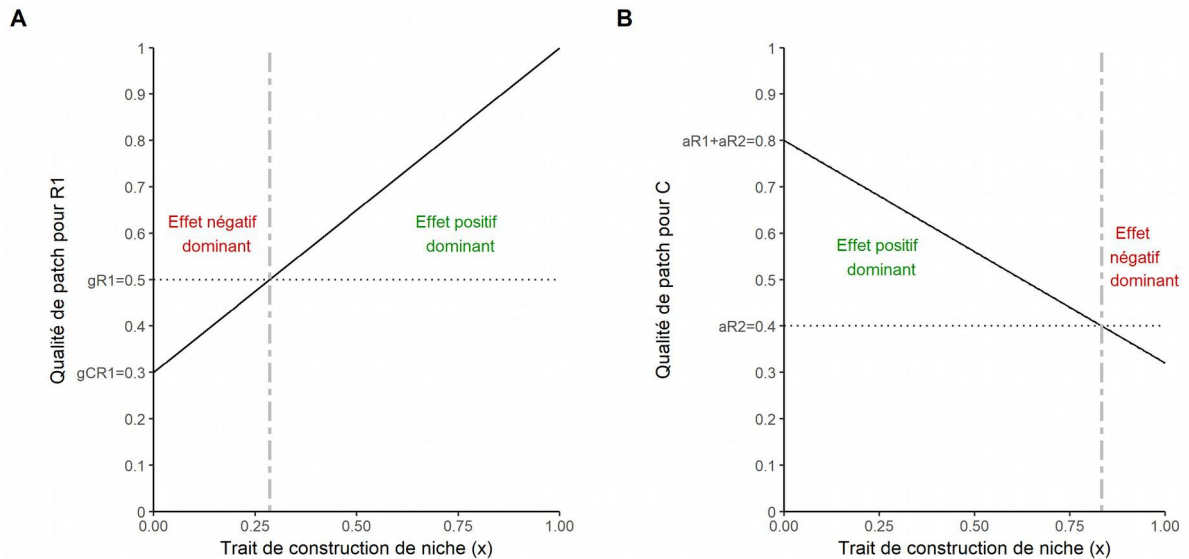 A
Qualité de patch pour R1
1
0.9
0.8
0.7
0.6
gR1=0.5
0.5
0.4
gCR1=0.3
0.3
0.2
0.1
0
Effet négatif
dominant
Effet positif
dominant
0.00
0.25
0.50
0.75
1.00
Trait de construction de niche (x)
B
Qualité de patch pour C
1
0.9
aR1+aR2=0.8
0.8
0.7
0.6
0.5
aR2=0.4
0.4
0.3
0.2
0.1
0
Effet positif
dominant
Effet
négatif
dominant
0.00
0.25
0.50
0.75
1.00
Trait de construction de niche (x)